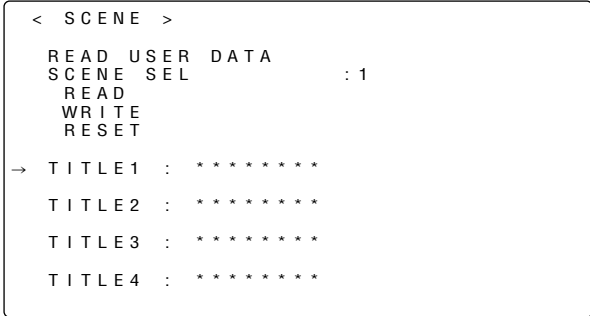 < SCENE >
READ USER DATA
SCENE SEL :1
READ
WRITE
RESET
→ TITLE1 : ********
TITLE2 : ********
TITLE3 : ********
TITLE4 : ********